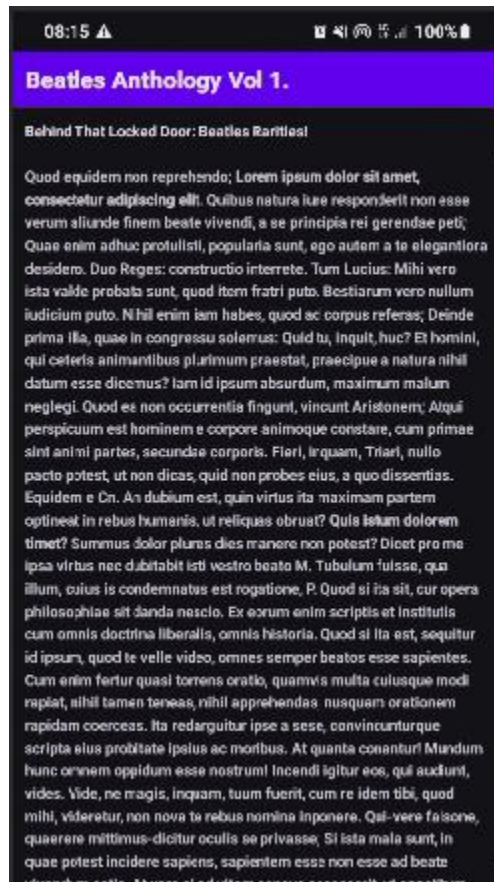 08:15
100%
Beatles Anthology Vol 1.
Behind That Locked Door: Beatles Rarities!
Quod equidem non reprehendo; Lorem ipsum dolor sit amet,
consectetur adipiscing elit. Quibus natura iure responderit non esse
verum aliunde finem beate vivendi, a se principia rei gerendae peti;
Quae enim adhuc protulisti, popularia sunt, ego autem a te elegantiora
desidero. Duo Reges: constructio interrete. Tum Lucius: Mihi vero
ista valde probata sunt, quod item fratri puto. Bestiarum vero nullum
iudicium puto. Nihil enim iam habes, quod ad corpus referas; Deinde
prima illa, quae in congressu solemus: Quid tu, inquit, huc? Et homini,
qui ceteris animantibus plurimum praestat, praecipue a natura nihil
datum esse dicemus? Iam id ipsum absurdum, maximum malum
neglegi. Quod ea non occurrentia fingunt, vincunt Aristonem; Atqui
perspicuum est hominem e corpore animoque constare, cum primae
sint animi partes, secundae corporis. Fieri, inquam, Triari, nullo
pacto potest, ut non dicas, quid non probes eius, a quo dissentias.
Equidem e Cn. An dubium est, quin virtus ita maximam partem
optineat in rebus humanis, ut reliquas obruat? Quis istum dolorem
timet? Summus dolor plures dies manere non potest? Dicet pro me
ipsa virtus nec dubitabit isti vestro beato M. Tubulum fuisse, qua
illum, cuius is condemnatus est rogatione, P. Quod si ita sit, cur opera
philosophiae sit danda nescio. Ex eorum enim scriptis et institutis
cum omnis doctrina liberalis, omnis historia. Quod si ita est, sequitur
id ipsum, quod te velle video, omnes semper beatos esse sapientes.
Cum enim fertur quasi torrens oratio, quamvis multa cuiusque modi
rapiat, nihil tamen teneas, nihil apprehendas, nusquam orationem
rapidam coerceas. Ita redarguitur ipse a sese, convincunturque
scripta eius probitate ipsius ac moribus. At quanta conantur! Mundum
hunc omnem oppidum esse nostrum! Incendi igitur eos, qui audiunt,
vides. Vide, ne magis, inquam, tuum fuerit, cum re idem tibi, quod
mihi, videretur, non nova te rebus nomina inponere. Qui-vere falsone,
quaerere mittimus-dicitur oculis se privasse; Si ista mala sunt, in
quae potest incidere sapiens, sapientem esse non esse ad beate